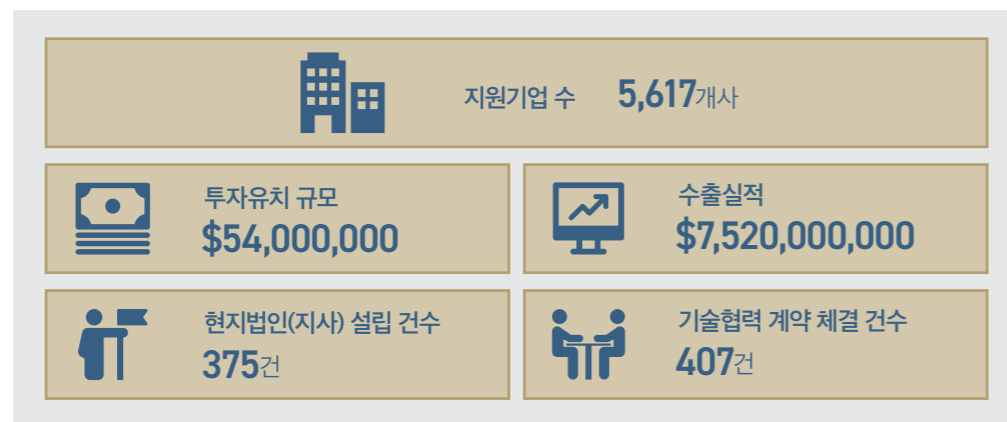 지원기업 수 5,617개사
투자유치 규모
$54,000,000
수출실적
$7,520,000,000
현지법인(지사) 설립 건수
375건
기술협력 계약 체결 건수
407건